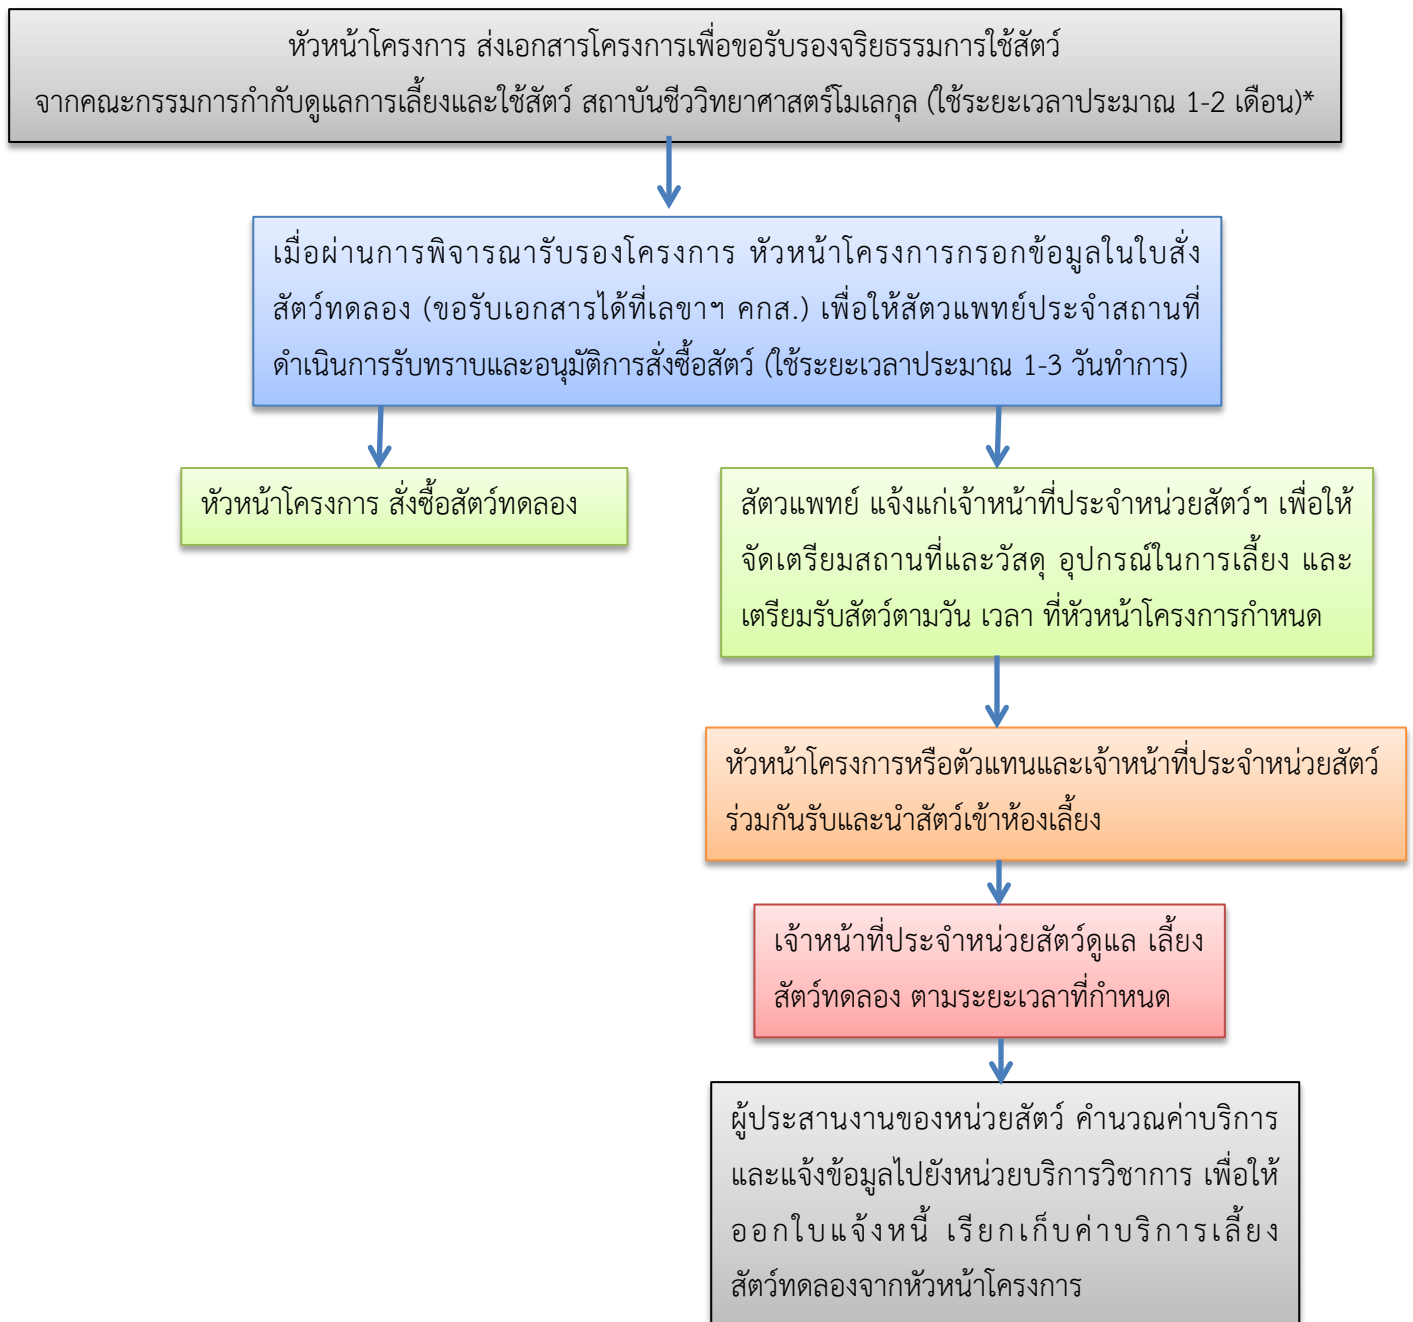 หัวหน้าโครงการ ส่งเอกสารโครงการเพื่อขอรับรองจริยธรรมการใช้สัตว์
จากคณะกรรมการกำกับดูแลการเลี้ยงและใช้สัตว์ สถาบันชีววิทยาศาสตร์โมเลกุล (ใช้ระยะเวลาประมาณ 1-2 เดือน)*
เมื่อผ่านการพิจารณารับรองโครงการ หัวหน้าโครงการกรอกข้อมูลในใบสั่ง
สัตว์ทดลอง (ขอรับเอกสารได้ที่เลขาฯ คกส.) เพื่อให้สัตวแพทย์ประจำสถานที่
ดำเนินการรับทราบและอนุมัติการสั่งซื้อสัตว์ (ใช้ระยะเวลาประมาณ 1-3 วันทำการ)
หัวหน้าโครงการ สั่งซื้อสัตว์ทดลอง
สัตวแพทย์ แจ้งแก่เจ้าหน้าที่ประจำหน่วยสัตว์ฯ เพื่อให้
จัดเตรียมสถานที่และวัสดุ อุปกรณ์ในการเลี้ยง และ
เตรียมรับสัตว์ตามวัน เวลา ที่หัวหน้าโครงการกำหนด
หัวหน้าโครงการหรือตัวแทนและเจ้าหน้าที่ประจำหน่วยสัตว์
ร่วมกันรับและนำสัตว์เข้าห้องเลี้ยง
เจ้าหน้าที่ประจำหน่วยสัตว์ดูแล เลี้ยง
สัตว์ทดลอง ตามระยะเวลาที่กำหนด
ผู้ประสานงานของหน่วยสัตว์ คำนวณค่าบริการ
และแจ้งข้อมูลไปยังหน่วยบริการวิชาการ เพื่อให้
ออกใบแจ้งหนี้ เรียกเก็บค่าบริการเลี้ยง
สัตว์ทดลองจากหัวหน้าโครงการ